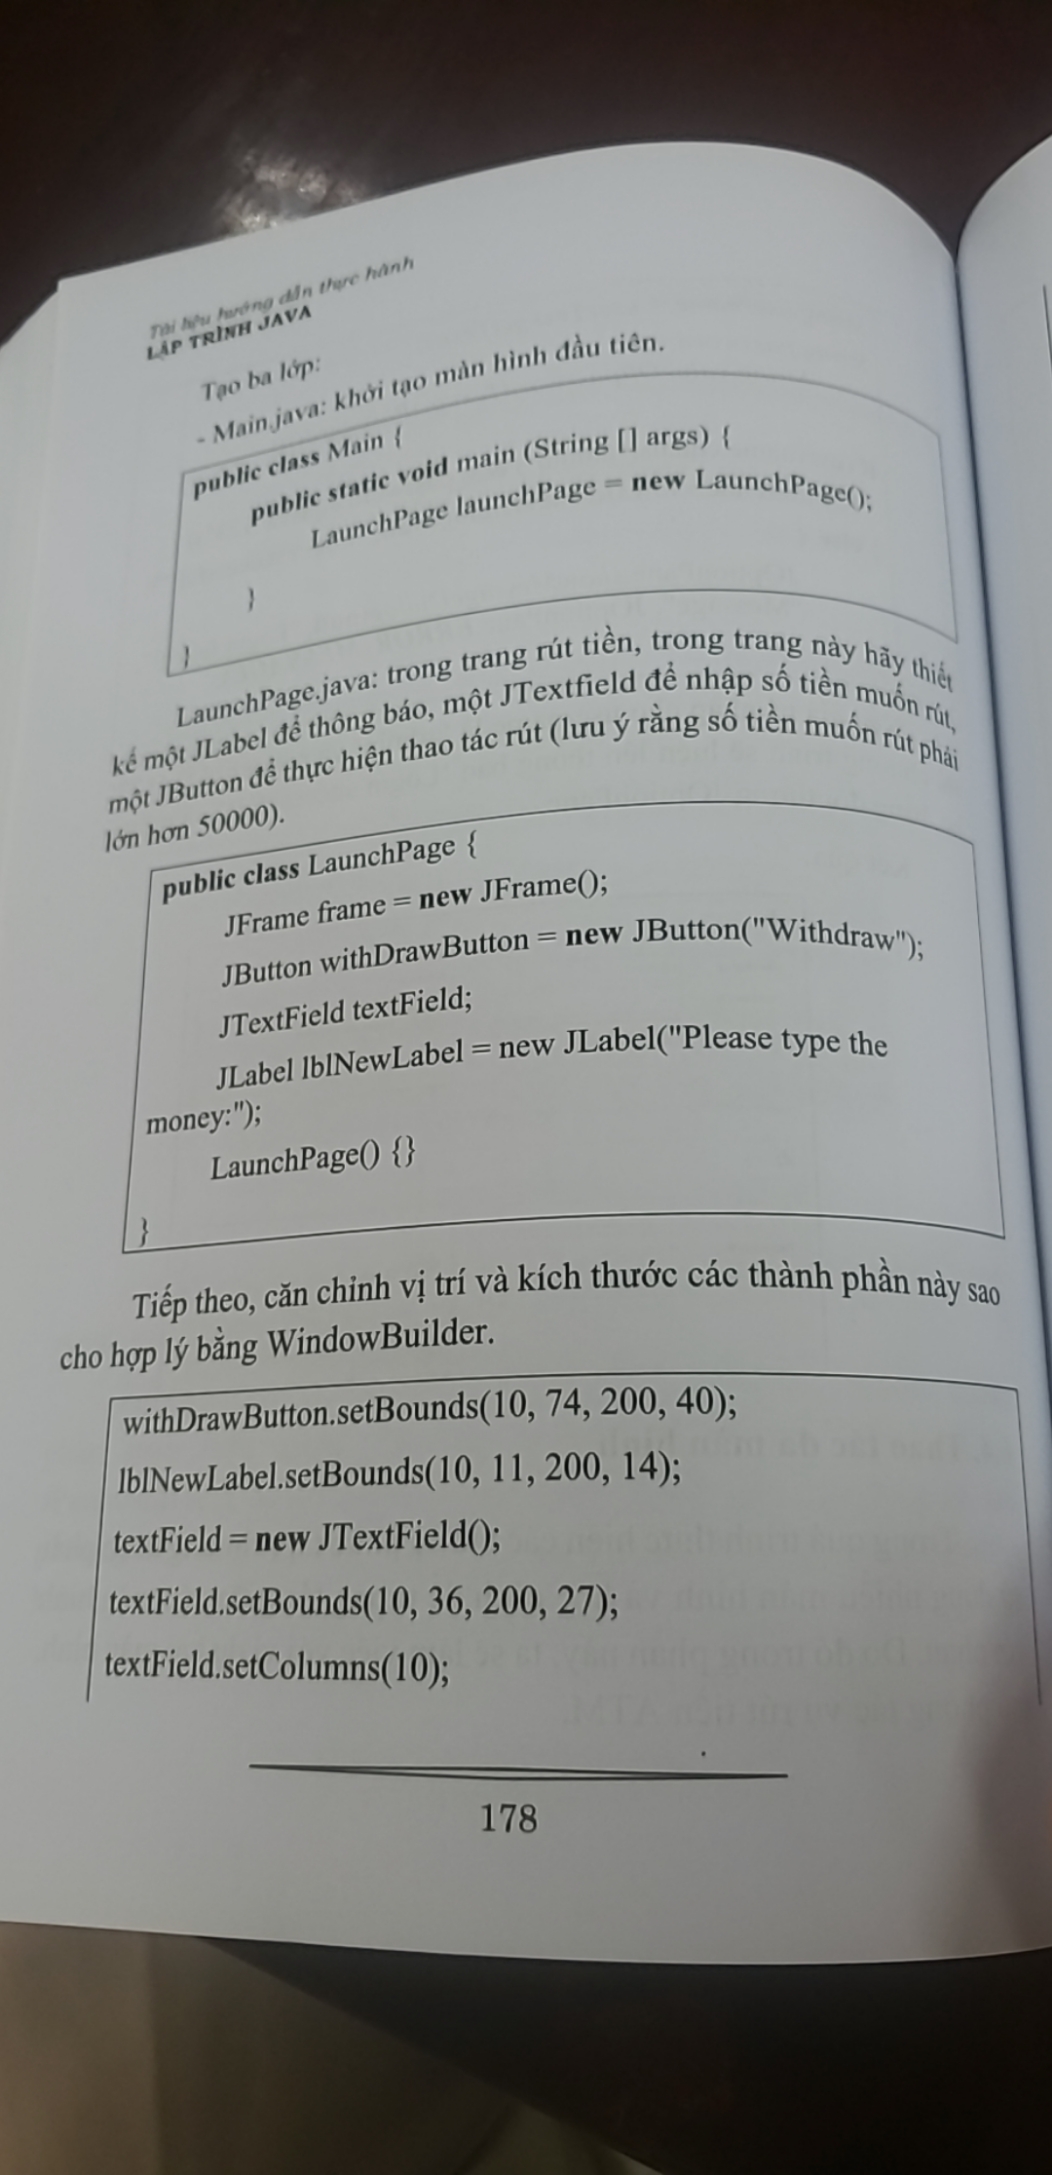 Tài liệu hướng dẫn thực hành
LẬP TRÌNH JAVA
Tạo ba lớp:
- Main.java: khởi tạo màn hình đầu tiên.
public class Main {
public static void main (String [] args) {
LaunchPage launchPage = new LaunchPage();
}
}
LaunchPage.java: trong trang rút tiền, trong trang này hãy thiết
kế một JLabel để thông báo, một JTextfield để nhập số tiền muốn rút,
một JButton để thực hiện thao tác rút (lưu ý rằng số tiền muốn rút phải
lớn hơn 50000).
public class LaunchPage {
JFrame frame = new JFrame();
JButton withDrawButton = new JButton("Withdraw");
JTextField textField;
JLabel lblNewLabel = new JLabel("Please type the
money:");
LaunchPage() {}
}
Tiếp theo, căn chỉnh vị trí và kích thước các thành phần này sao
cho hợp lý bằng WindowBuilder.
withDrawButton.setBounds(10, 74, 200, 40);
lblNewLabel.setBounds(10, 11, 200, 14);
textField = new JTextField();
textField.setBounds(10, 36, 200, 27);
textField.setColumns(10);
178